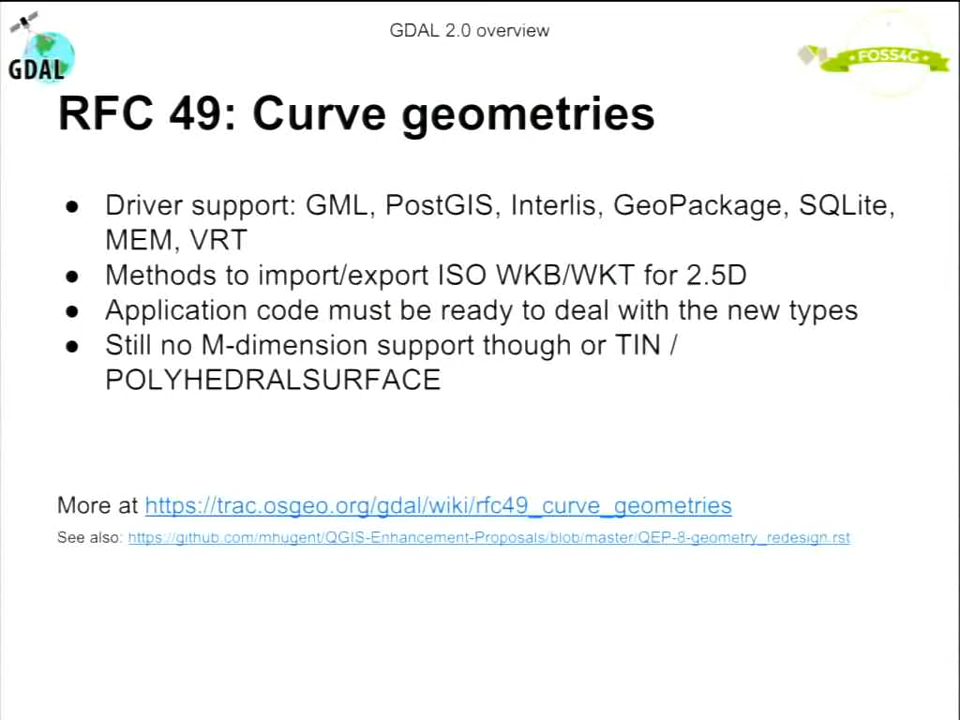 GDAL 2.0 overview
GDAL
FOSS4G
RFC 49: Curve geometries
● Driver support: GML, PostGIS, Interlis, GeoPackage, SQLite,
MEM, VRT
● Methods to import/export ISO WKB/WKT for 2.5D
● Application code must be ready to deal with the new types
● Still no M-dimension support though or TIN /
POLYHEDRALSURFACE
More at https://trac.osgeo.org/gdal/wiki/rfc49_curve_geometries
See also: https://github.com/mhugent/QGIS-Enhancement-Proposals/blob/master/QEP-8-geometry_redesign.rst